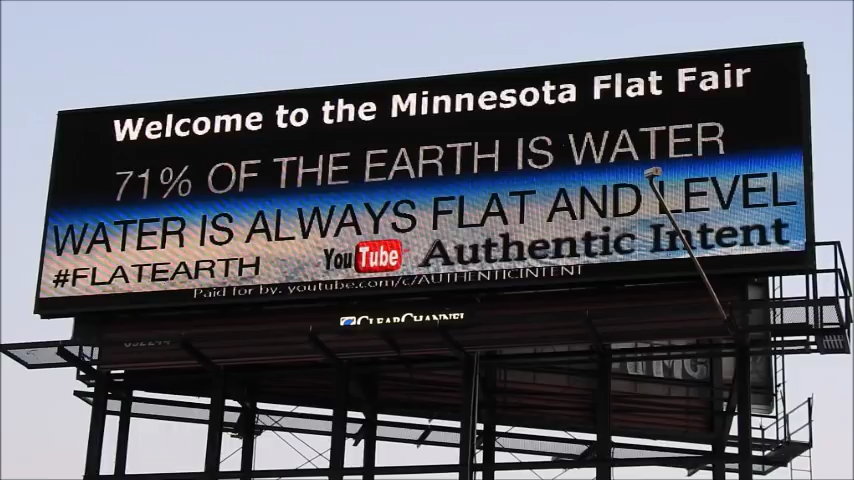 Welcome to the Minnesota Flat Fair
71% OF THE EARTH IS WATER
WATER IS ALWAYS FLAT AND LEVEL
#FLATEARTH YouTube Authentic Intent
Paid for by: youtube.com/c/AUTHENTICINTENT
CLEARCHANNEL